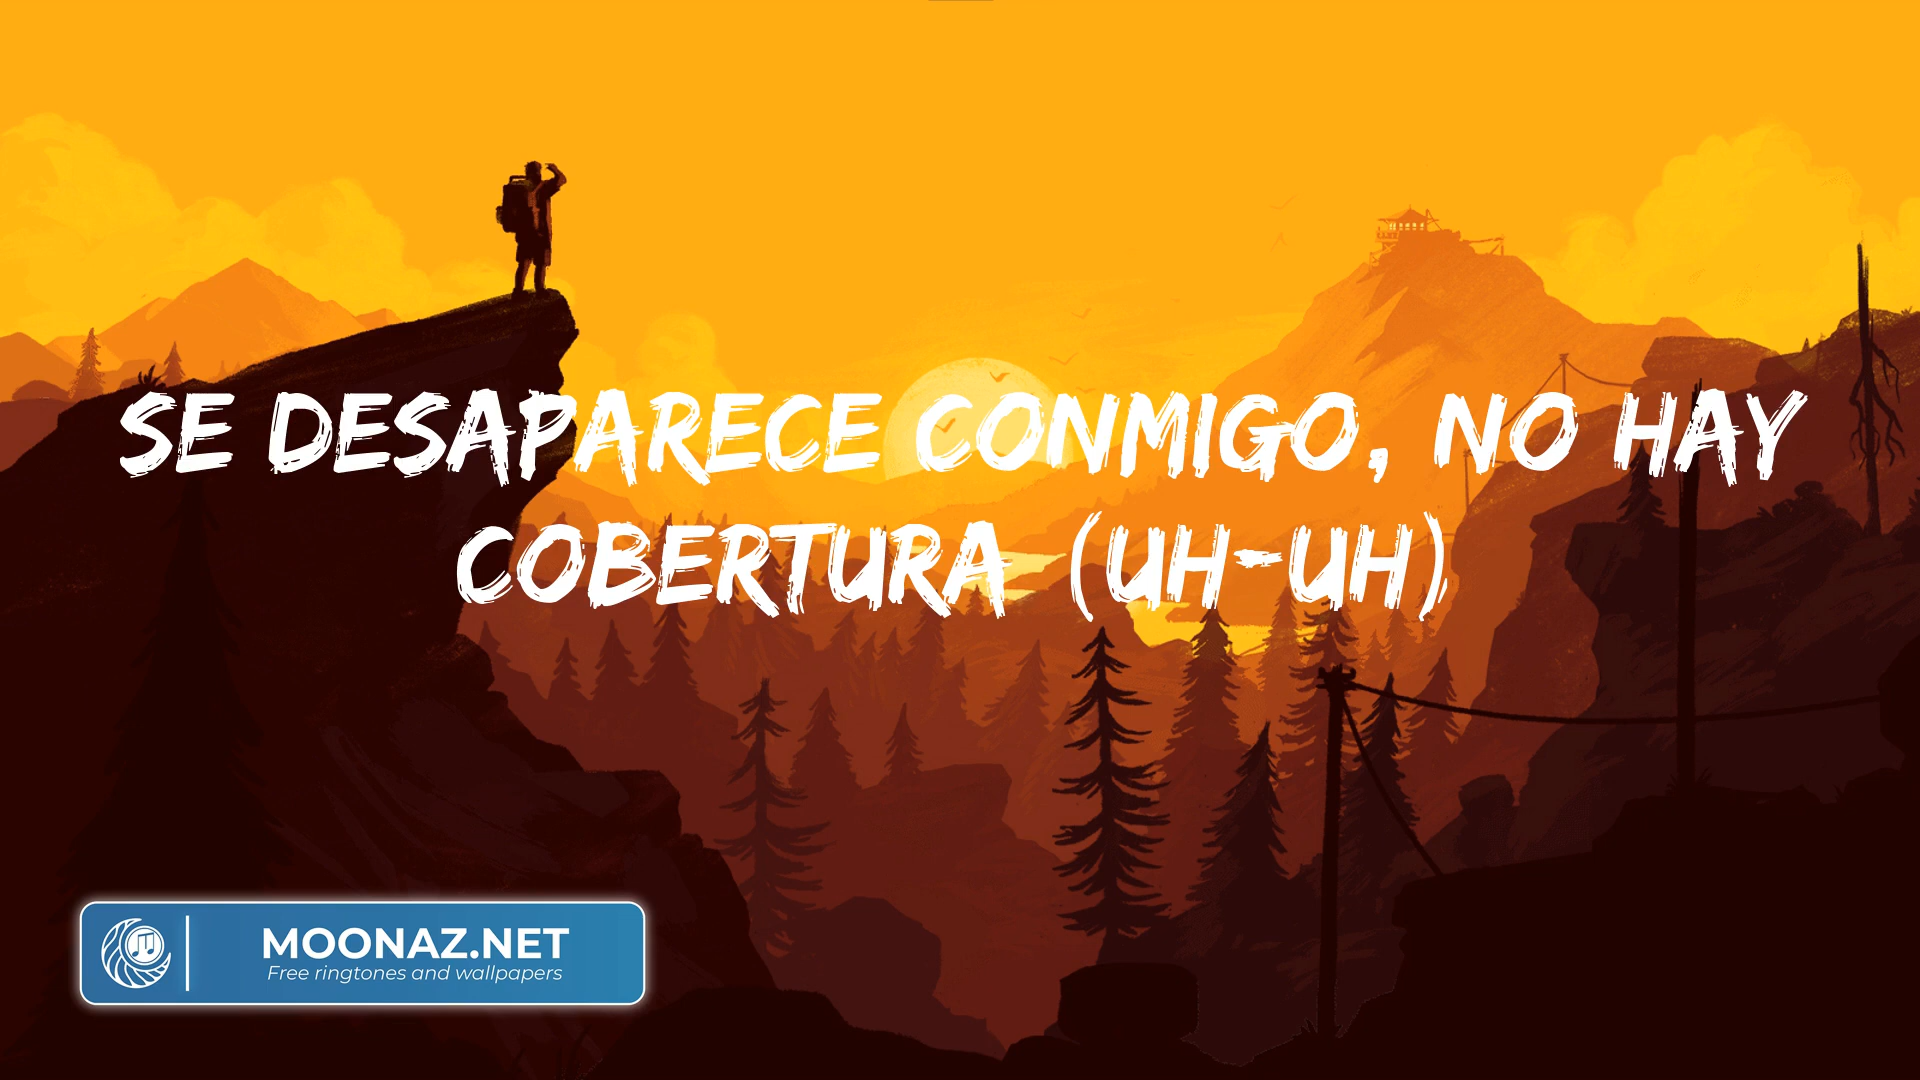 SE DESAPARECE CONMIGO, NO HAY
COBERTURA (UH-UH)
MOONAZ.NET
Free ringtones and wallpapers